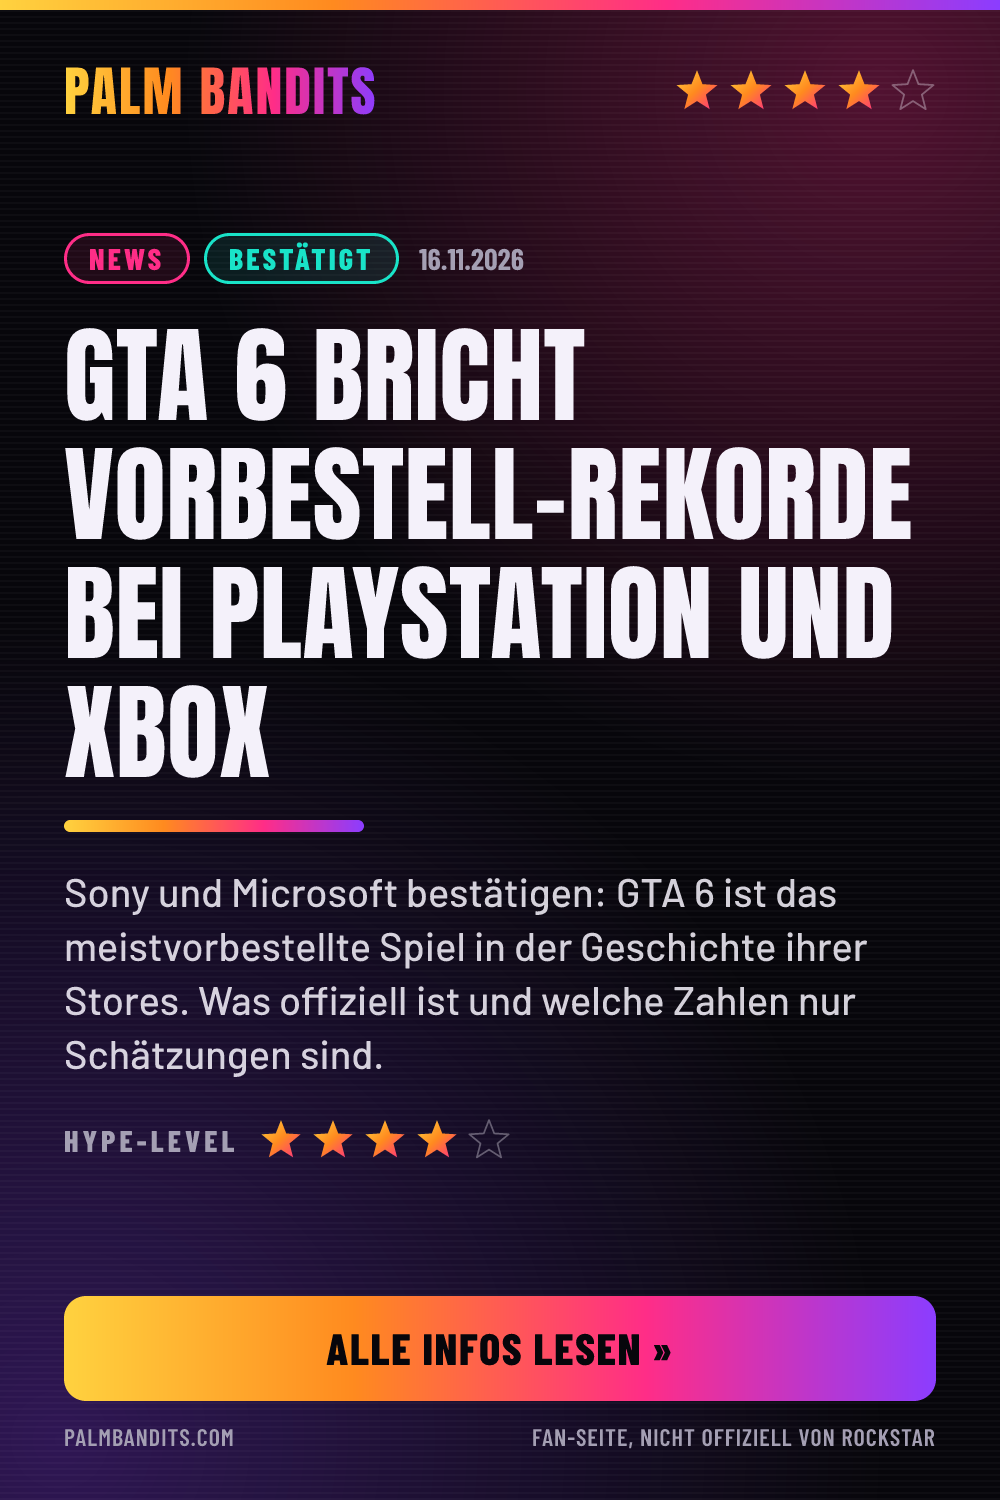 PALM BANDITS
NEWS BESTÄTIGT 16.11.2026
GTA 6 BRICHT
VORBESTELL-REKORDE
BEI PLAYSTATION UND
XBOX
Sony und Microsoft bestätigen: GTA 6 ist das
meistvorbestellte Spiel in der Geschichte ihrer
Stores. Was offiziell ist und welche Zahlen nur
Schätzungen sind.
HYPE-LEVEL
ALLE INFOS LESEN »
PALMBANDITS.COM FAN-SEITE, NICHT OFFIZIELL VON ROCKSTAR